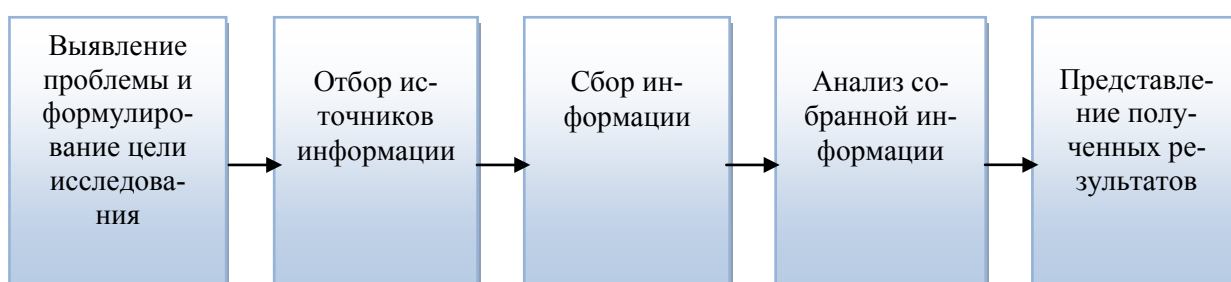 Выявление
проблемы и
формулиро-
вание цели
исследова-
ния
Отбор ис-
точников
информации
Сбор ин-
формации
Анализ со-
бранной ин-
формации
Представле-
ние полу-
ченных ре-
зультатов